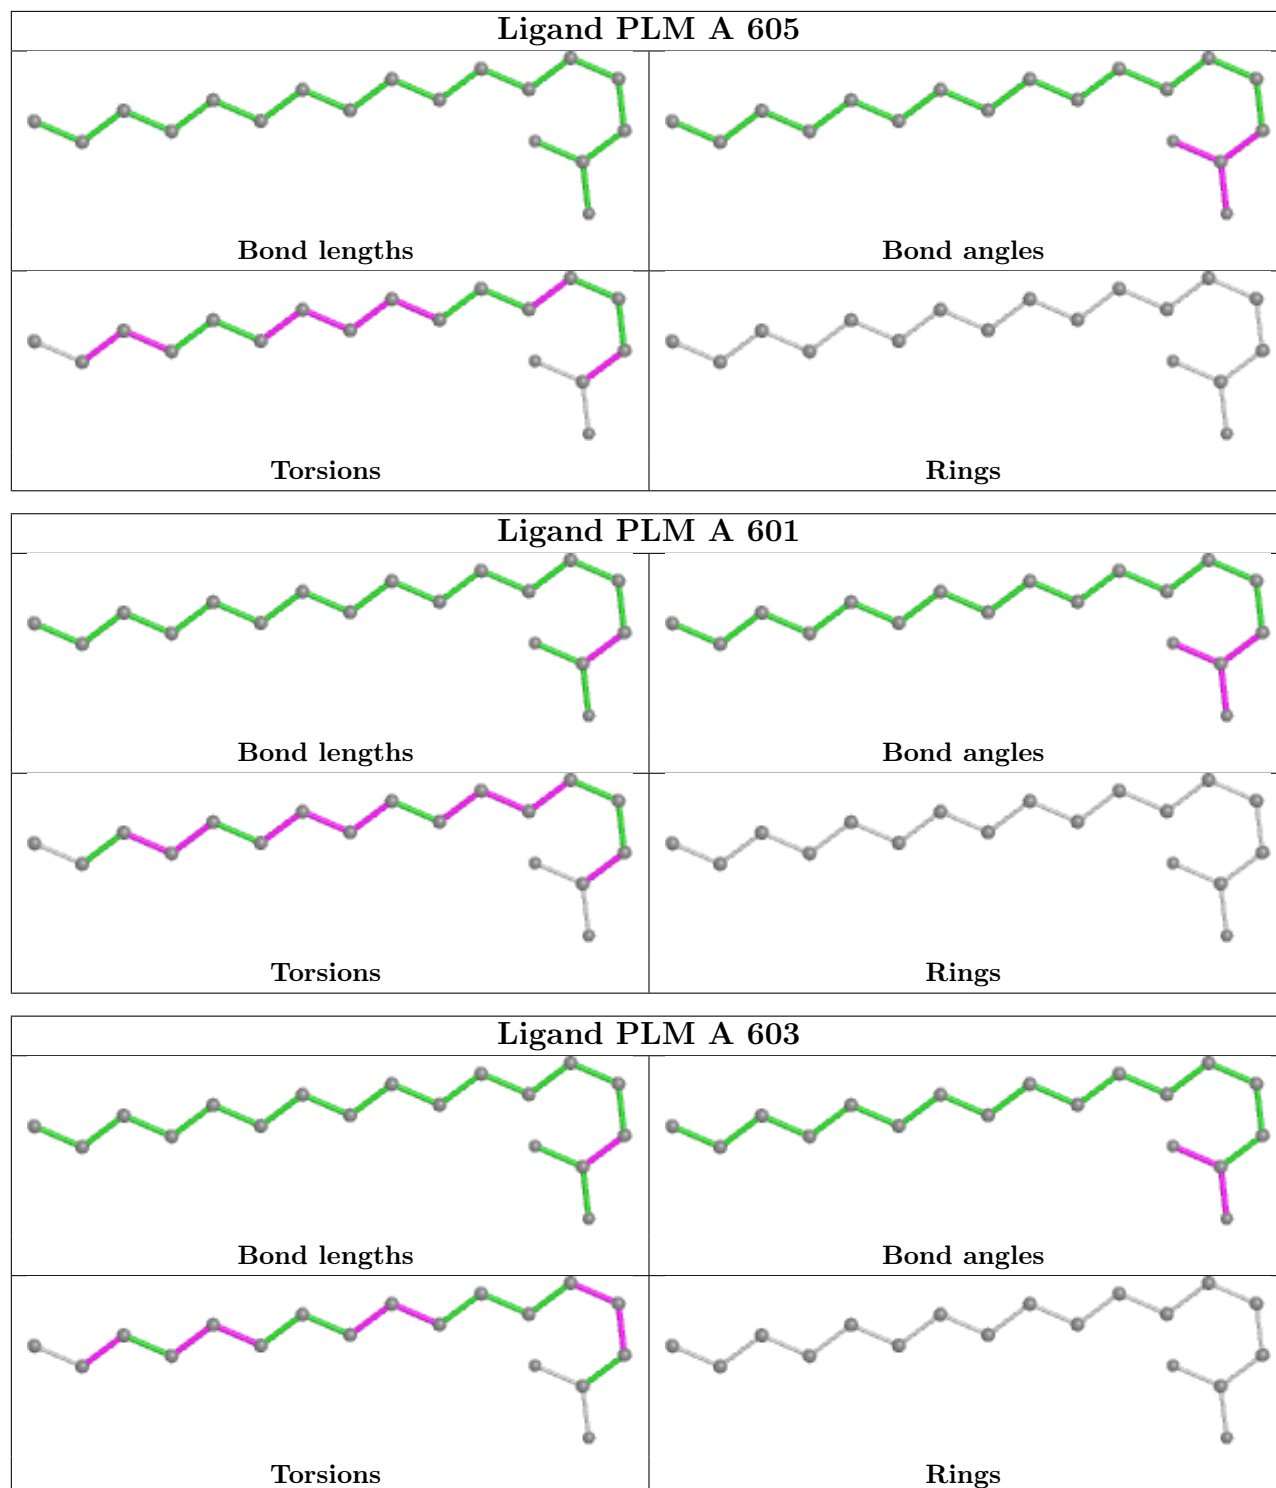 Ligand PLM A 605
Bond lengths
Bond angles
Torsions
Rings
Ligand PLM A 601
Bond lengths
Bond angles
Torsions
Rings
Ligand PLM A 603
Bond lengths
Bond angles
Torsions
Rings